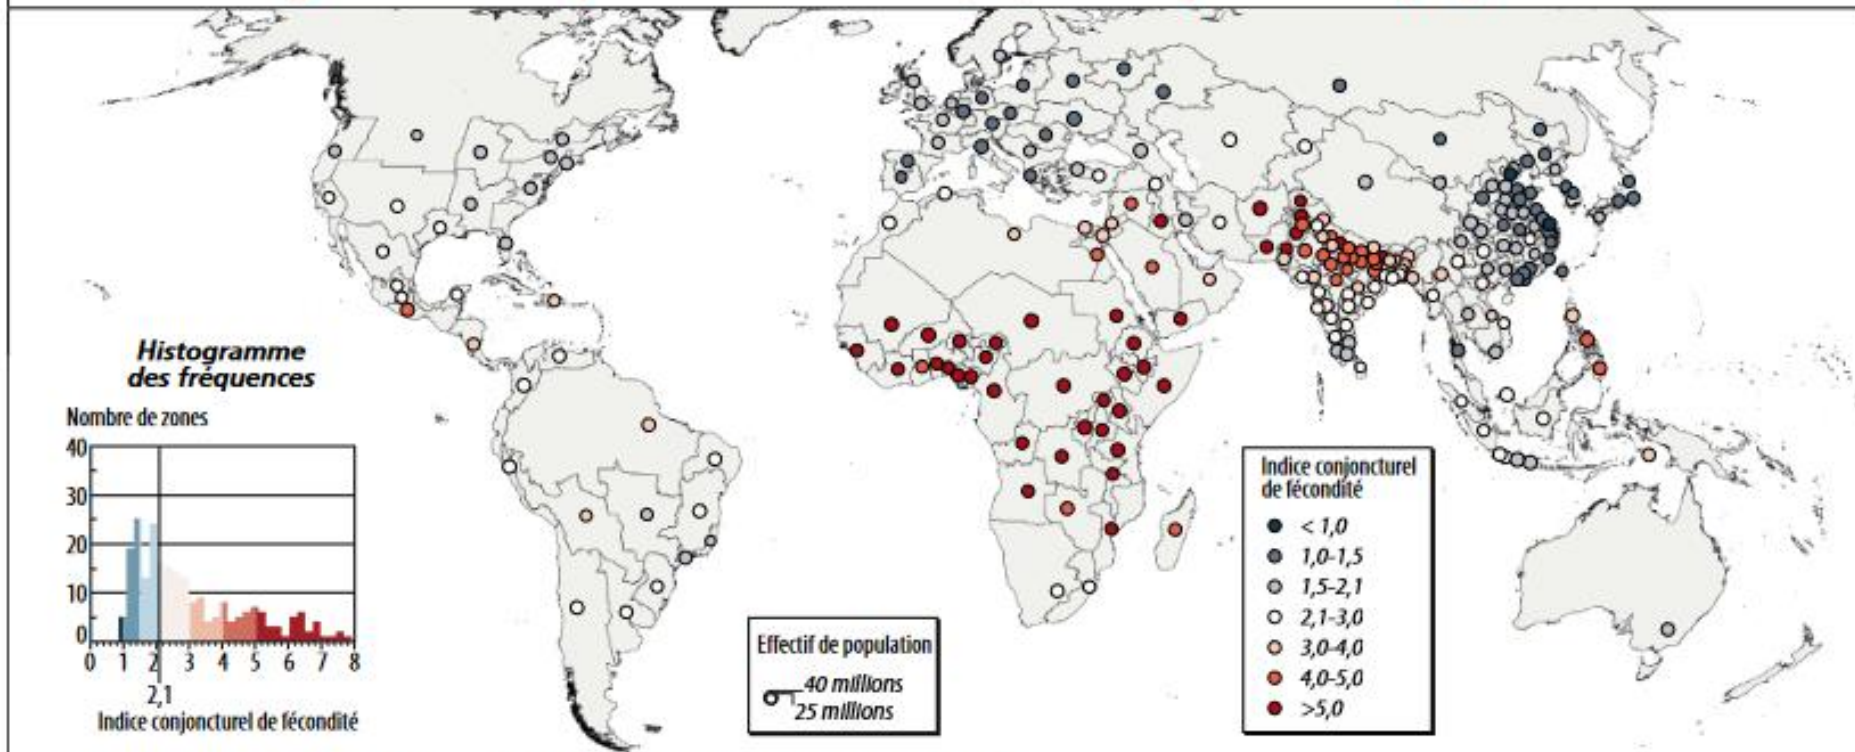 Histogramme
des fréquences
Nombre de zones
40
30
20
10
0
0 1 2 3 4 5 6 7 8
2,1
Indice conjoncturel de fécondité
Effectif de population
40 millions
25 millions
Indice conjoncturel
de fécondité
< 1,0
1,0-1,5
1,5-2,1
2,1-3,0
3,0-4,0
4,0-5,0
>5,0